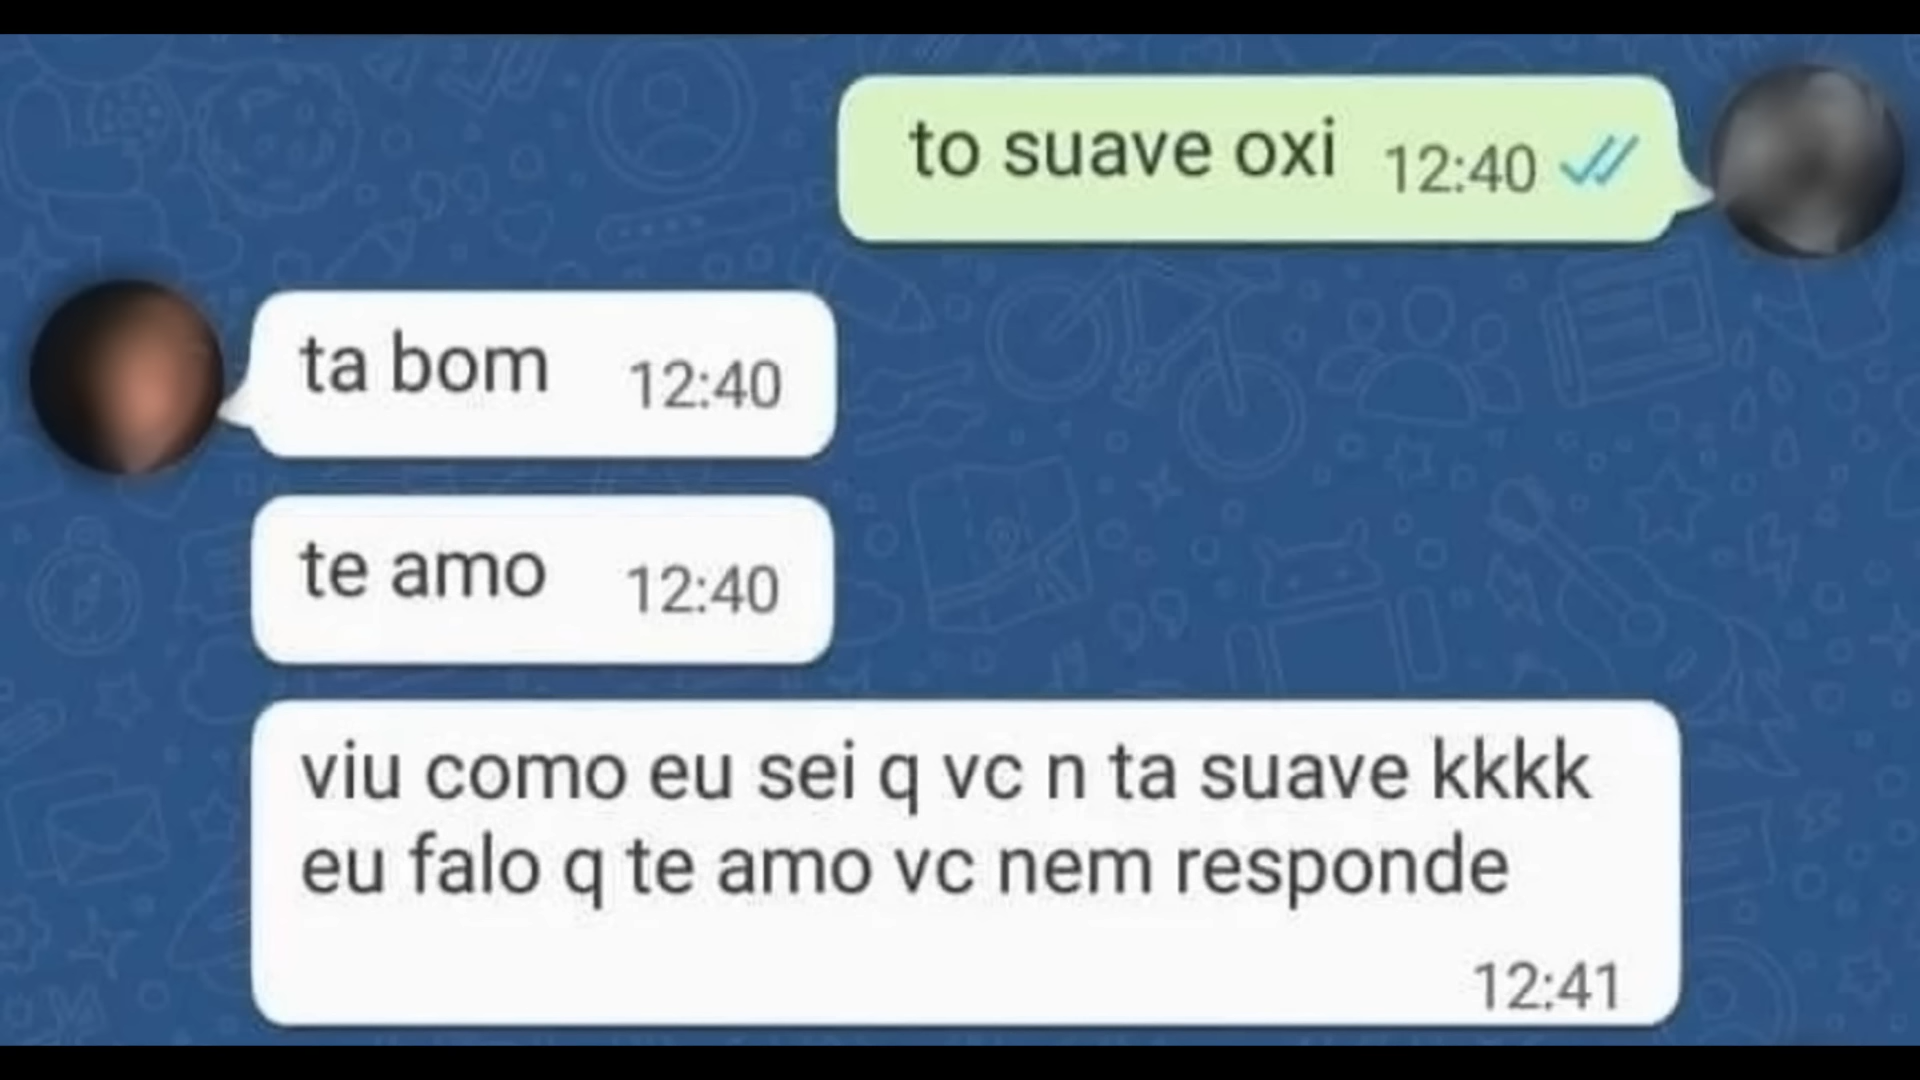 to suave oxi 12:40
ta bom 12:40
te amo 12:40
viu como eu sei q vc n ta suave kkkk
eu falo q te amo vc nem responde
12:41